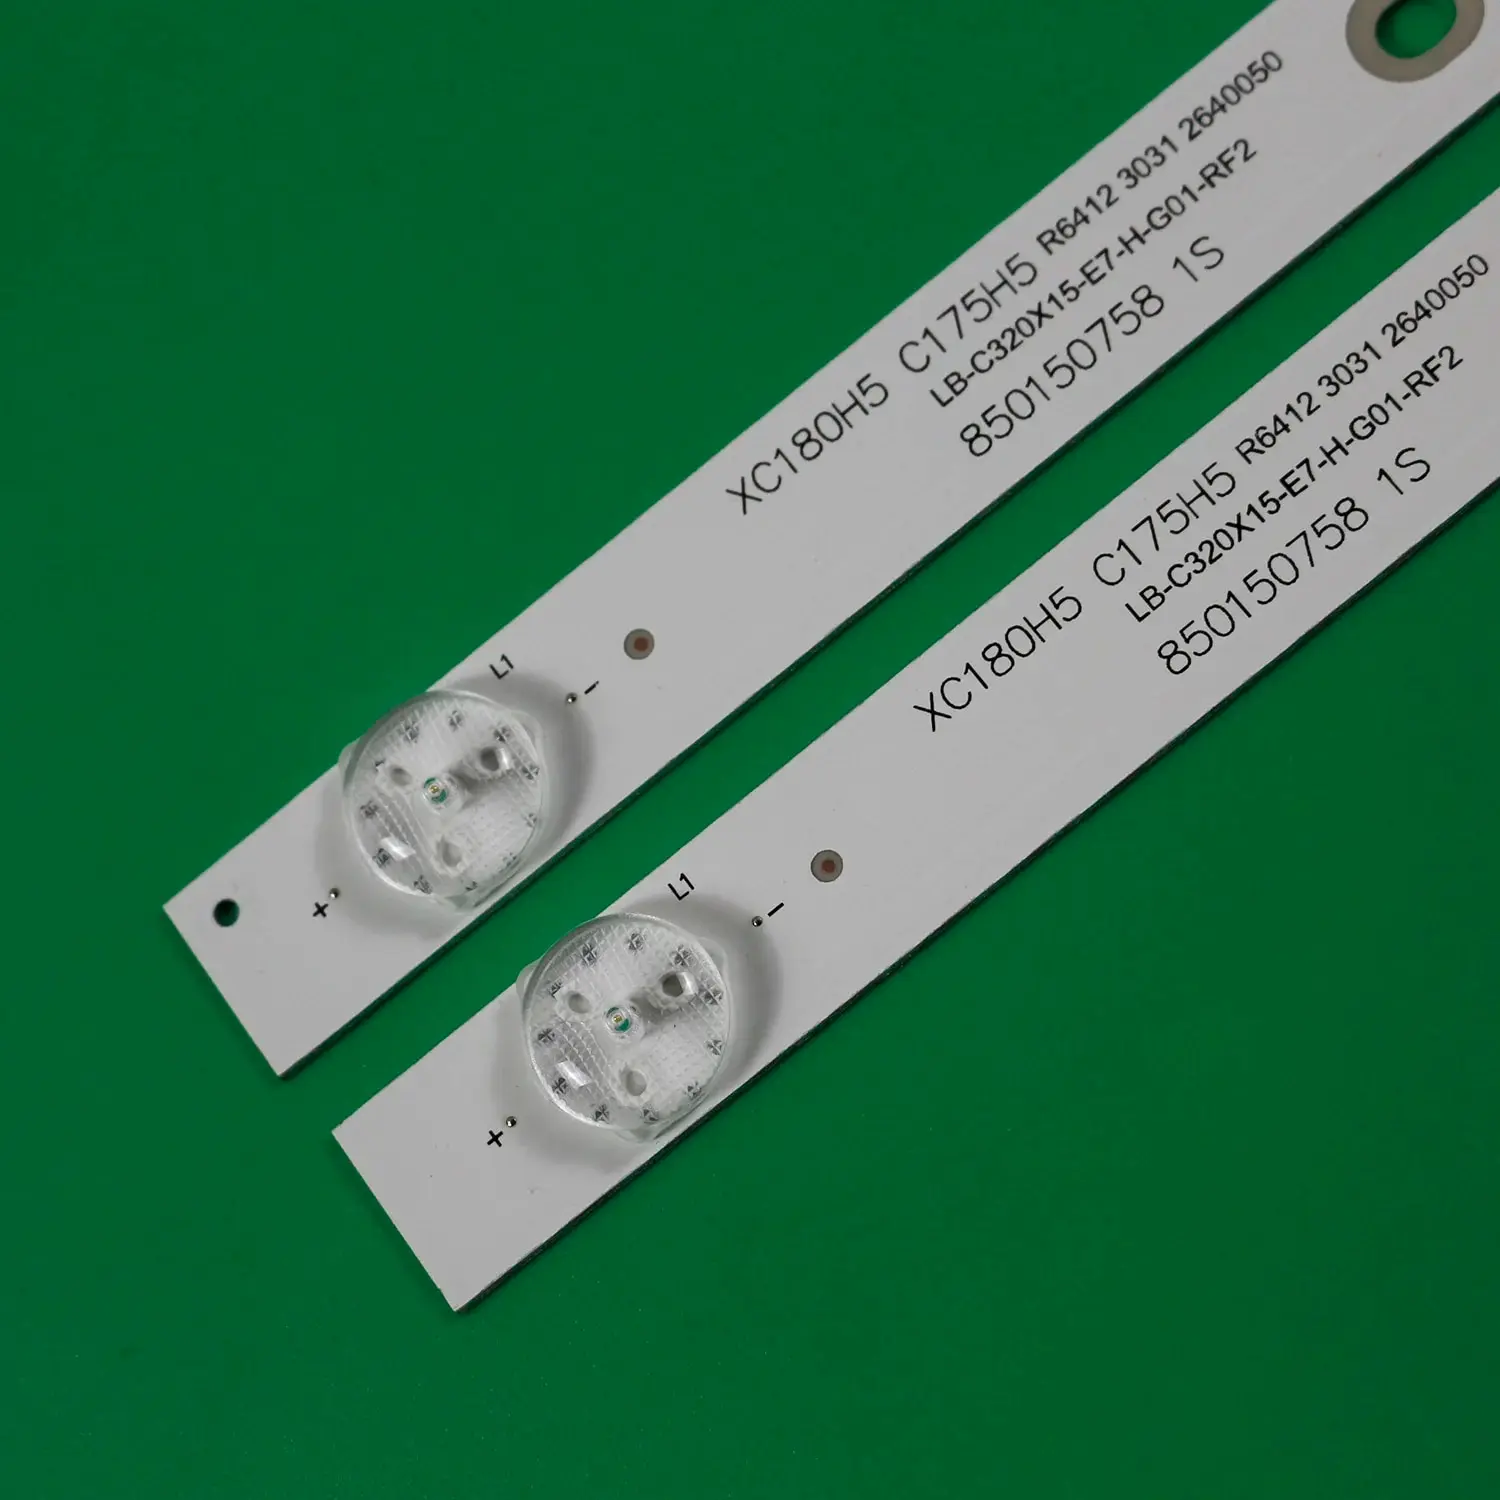 XC180H5 C175H5 R6412 3031 2640050
LB-C320X15-E7-H-G01-RF2
850150758 1S
L1
-
+
XC180H5 C175H5 R6412 3031 2640050
LB-C320X15-E7-H-G01-RF2
850150758 1S
L1
-
+